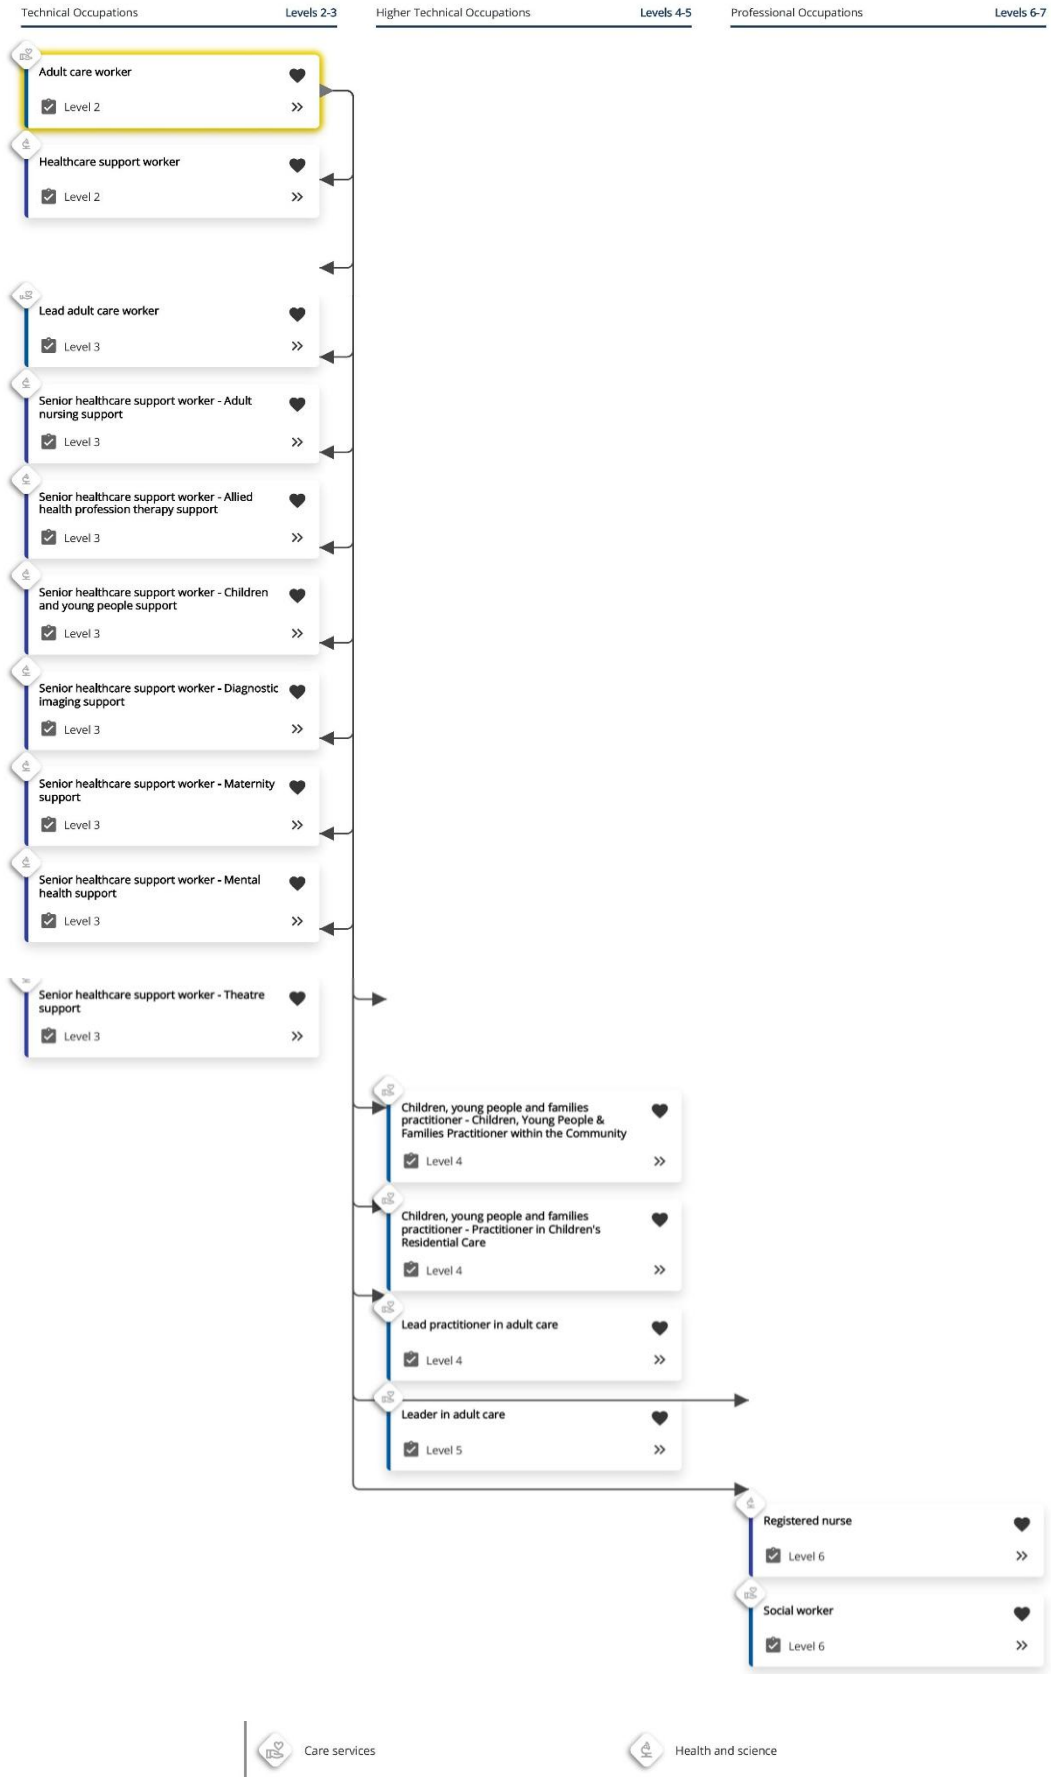 Technical Occupations Levels 2-3
Higher Technical Occupations Levels 4-5
Professional Occupations Levels 6-7
Adult care worker
Level 2
Healthcare support worker
Level 2
Lead adult care worker
Level 3
Senior healthcare support worker - Adult
nursing support
Level 3
Senior healthcare support worker - Allied
health profession therapy support
Level 3
Senior healthcare support worker - Children
and young people support
Level 3
Senior healthcare support worker - Diagnostic
imaging support
Level 3
Senior healthcare support worker - Maternity
support
Level 3
Senior healthcare support worker - Mental
health support
Level 3
Senior healthcare support worker - Theatre
support
Level 3
Children, young people and families
practitioner - Children, Young People &
Families Practitioner within the Community
Level 4
Children, young people and families
practitioner - Practitioner in Children's
Residential Care
Level 4
Lead practitioner in adult care
Level 4
Leader in adult care
Level 5
Registered nurse
Level 6
Social worker
Level 6
Care services
Health and science